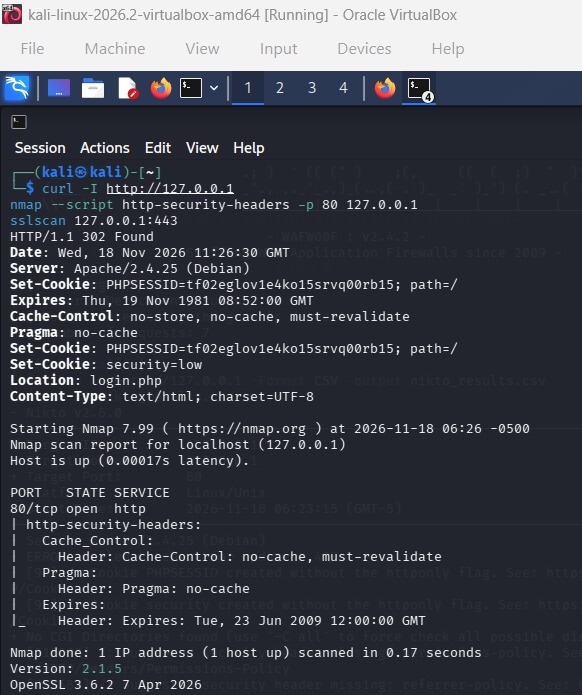 kali-linux-2026.2-virtualbox-amd64 [Running] - Oracle VirtualBox
File Machine View Input Devices Help
1 2 3 4 4
Session Actions Edit View Help
┌──(kali㉿kali)-[~]
└─$ curl -I http://127.0.0.1
nmap --script http-security-headers -p 80 127.0.0.1
sslscan 127.0.0.1:443
HTTP/1.1 302 Found
Date: Wed, 18 Nov 2026 11:26:30 GMT
Server: Apache/2.4.25 (Debian)
Set-Cookie: PHPSESSID=tf02eglov1e4ko15srvq00rb15; path=/
Expires: Thu, 19 Nov 1981 08:52:00 GMT
Cache-Control: no-store, no-cache, must-revalidate
Pragma: no-cache
Set-Cookie: PHPSESSID=tf02eglov1e4ko15srvq00rb15; path=/
Set-Cookie: security=low
Location: login.php
Content-Type: text/html; charset=UTF-8
Starting Nmap 7.99 ( https://nmap.org ) at 2026-11-18 06:26 -0500
Nmap scan report for localhost (127.0.0.1)
Host is up (0.00017s latency).
PORT   STATE SERVICE
80/tcp open  http
| http-security-headers:
|   Cache_Control:
|     Header: Cache-Control: no-cache, must-revalidate
|   Pragma:
|     Header: Pragma: no-cache
|   Expires:
|_    Header: Expires: Tue, 23 Jun 2009 12:00:00 GMT
Nmap done: 1 IP address (1 host up) scanned in 0.17 seconds
Version: 2.1.5
OpenSSL 3.6.2 7 Apr 2026